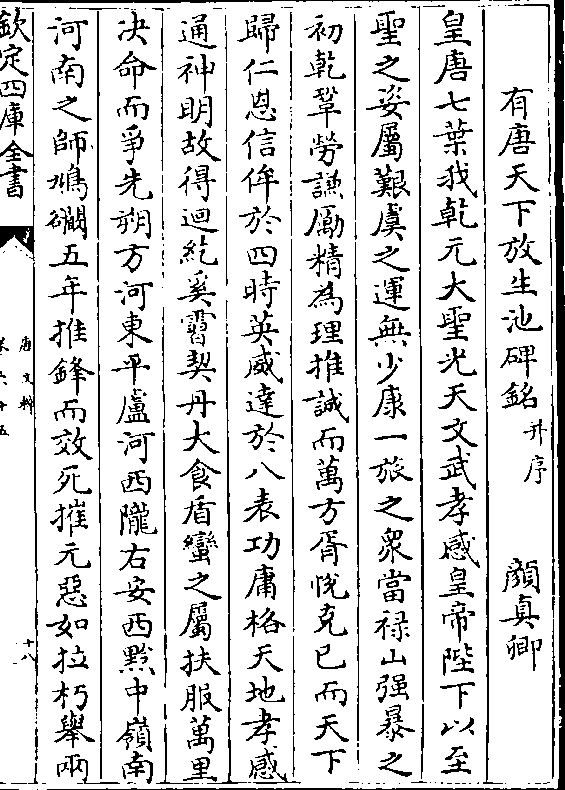 有唐天下放生池碑銘并序　顔真卿
皇唐七葉我乾元大聖光天文武孝感皇帝陛下以至
聖之姿屬艱虞之運無少康一旅之衆當禄山强暴之
初乾鞏勞謙厲精為理推誠而萬方胥悅克已而天下
歸仁恩信侔於四時英威達於八表功庸格天地孝感
通神明故得迴紇奚霫契丹大食盾蠻之屬扶服萬里
决命而爭先朔方河東平盧河西隴右安西黔中嶺南
河南之師虓闞五年推鋒而效死摧元惡如拉朽舉兩
欽定四庫全書
唐文粹
卷六十五
十八